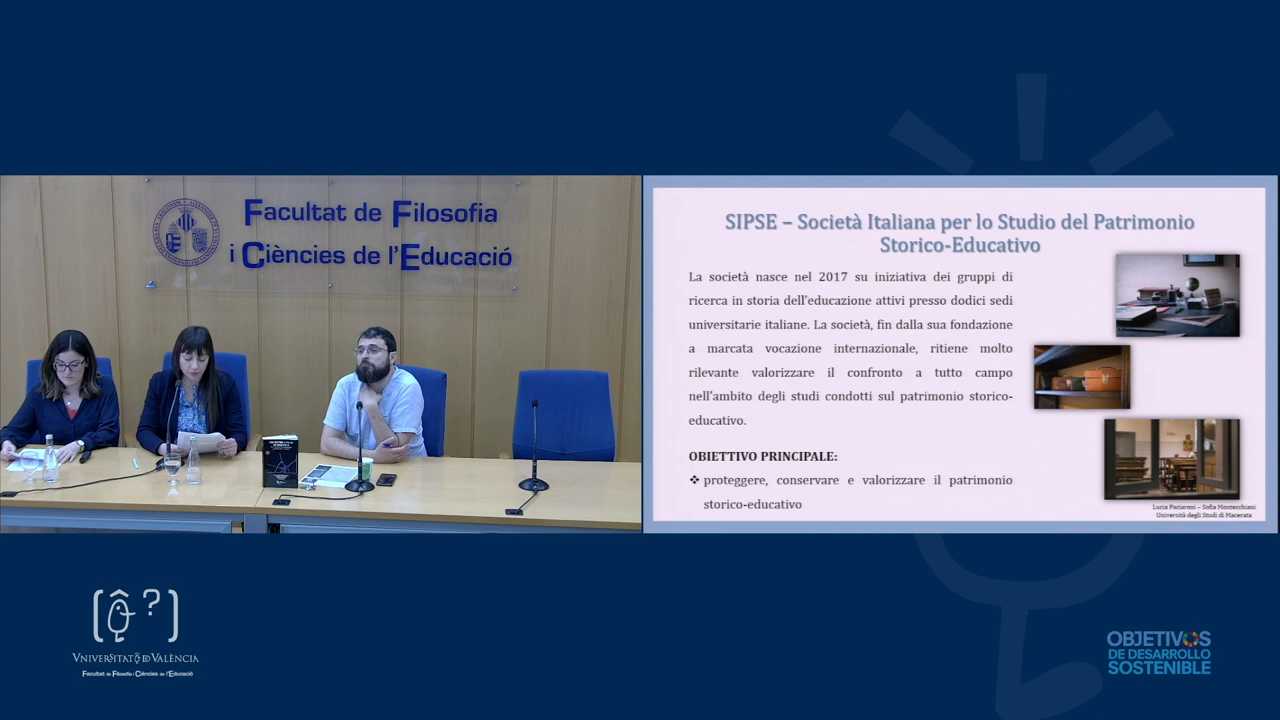 Facultat de Filosofia
i Ciències de l'Educació
SIPSE – Società Italiana per lo Studio del Patrimonio
Storico-Educativo
La società nasce nel 2017 su iniziativa dei gruppi di
ricerca in storia dell'educazione attivi presso dodici sedi
universitarie italiane. La società, fin dalla sua fondazione
a marcata vocazione internazionale, ritiene molto
rilevante valorizzare il confronto a tutto campo
nell'ambito degli studi condotti sul patrimonio storico-
educativo.
OBIETTIVO PRINCIPALE:
❖ proteggere, conservare e valorizzare il patrimonio
storico-educativo
Lucia Paciaroni – Sofia Montecchiani
Università degli Studi di Macerata
[Ô ?]
VNIVERSITATQ̃DVALÈNCIA
Facultat de Filosofia i Ciències de l'Educació
OBJETIVOS
DE DESARROLLO
SOSTENIBLE